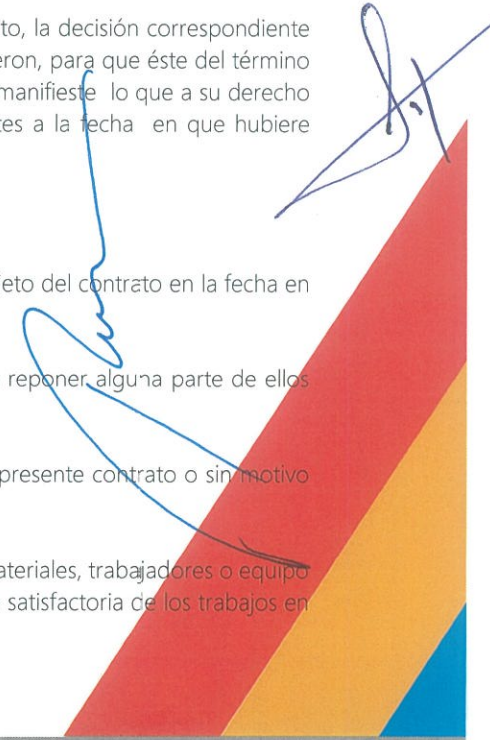 to, la decisión correspondiente
eron, para que éste del término
manifieste lo que a su derecho
tes a la fecha en que hubiere
eto del contrato en la fecha en
reponer alguna parte de ellos
presente contrato o sin motivo
ateriales, trabajadores o equipo
satisfactoria de los trabajos en